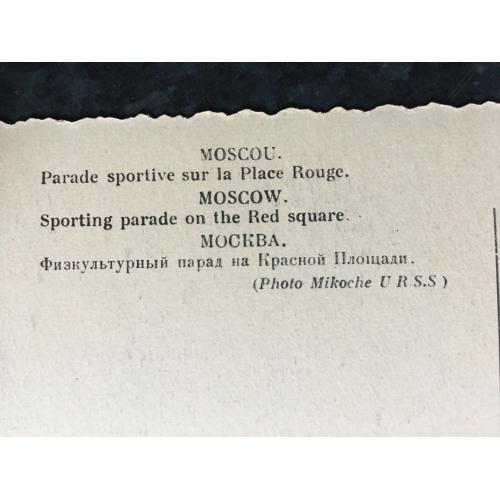 MOSCOU.
Parade sportive sur la Place Rouge.
MOSCOW.
Sporting parade on the Red square.
МОСКВА.
Физкультурный парад на Красной Площади.
(Photo Mikoche U R.S.S )